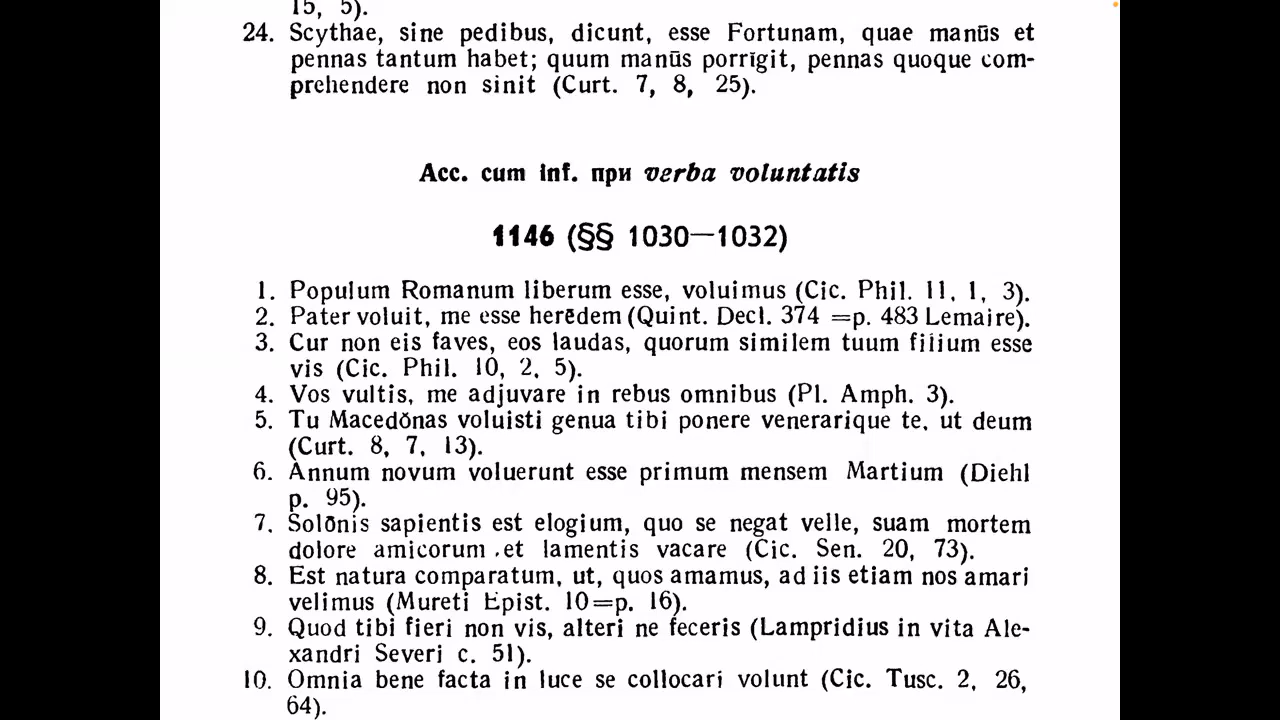 15, 5).
24. Scythae, sine pedibus, dicunt, esse Fortunam, quae manūs et
pennas tantum habet; quum manūs porrĭgit, pennas quoque com-
prehendere non sinit (Curt. 7, 8, 25).
Acc. cum inf. при verba voluntatis
1146 (§§ 1030—1032)
1. Populum Romanum liberum esse, voluimus (Cic. Phil. 11, 1, 3).
2. Pater voluit, me esse herēdem (Quint. Decl. 374 =p. 483 Lemaire).
3. Cur non eis faves, eos laudas, quorum similem tuum filium esse
vis (Cic. Phil. 10, 2, 5).
4. Vos vultis, me adjuvare in rebus omnibus (Pl. Amph. 3).
5. Tu Macedŏnas voluisti genua tibi ponere venerarique te, ut deum
(Curt. 8, 7, 13).
6. Annum novum voluerunt esse primum mensem Martium (Diehl
p. 95).
7. Solōnis sapientis est elogium, quo se negat velle, suam mortem
dolore amicorum et lamentis vacare (Cic. Sen. 20, 73).
8. Est natura comparatum, ut, quos amamus, ad iis etiam nos amari
velimus (Mureti Epist. 10=p. 16).
9. Quod tibi fieri non vis, alteri ne feceris (Lampridius in vita Ale-
xandri Severi c. 51).
10. Omnia bene facta in luce se collocari volunt (Cic. Tusc. 2, 26,
64).